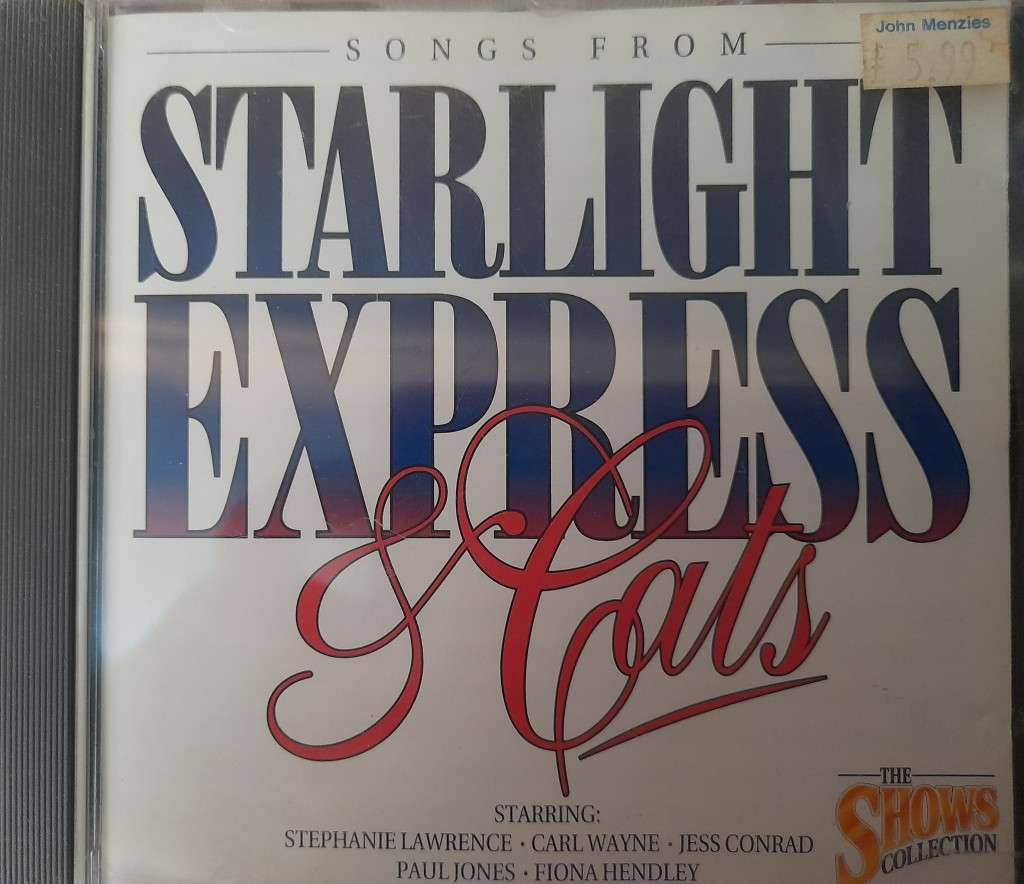 John Menzies
£ 5.99
SONGS FROM
STARLIGHT
EXPRESS
& Cats
STARRING:
STEPHANIE LAWRENCE · CARL WAYNE · JESS CONRAD
PAUL JONES · FIONA HENDLEY
THE
SHOWS
COLLECTION